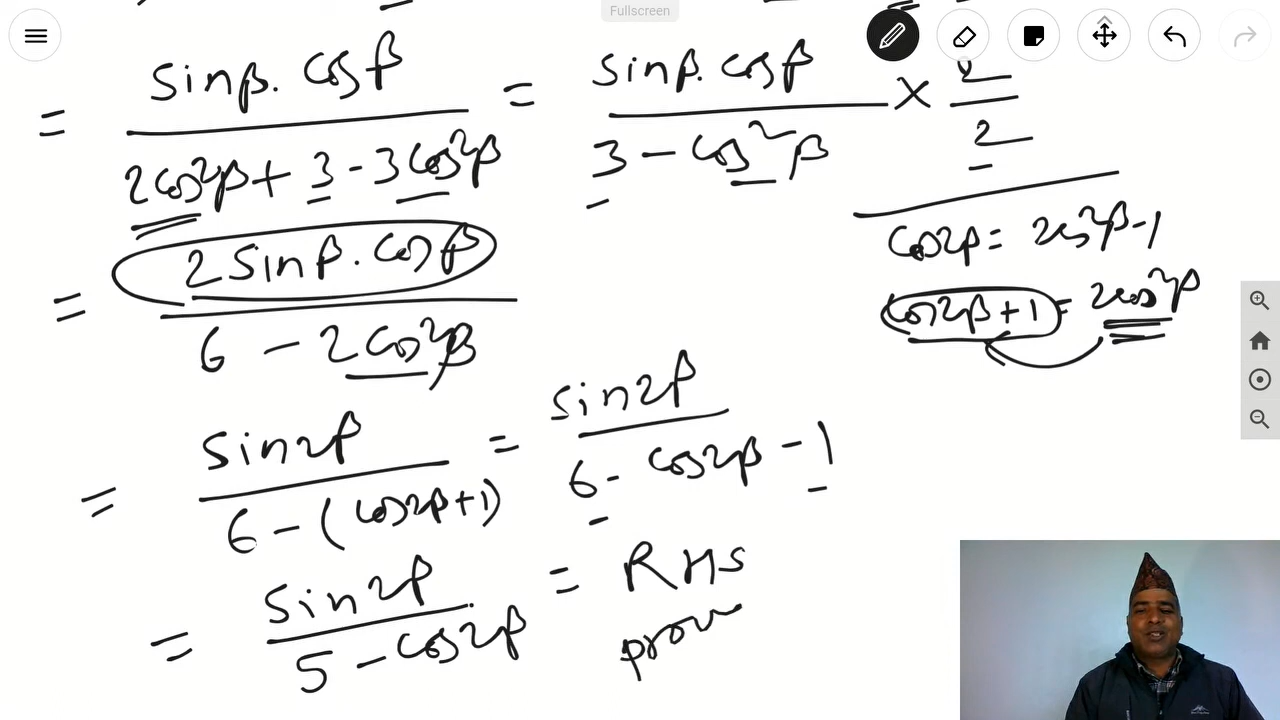 Fullscreen
= sinβ. cosβ / 2cos²β + 3 - 3cos²β = sinβ. cosβ / 3 - cos²β × 2/2
= 2sinβ. cosβ / 6 - 2cos²β
cos2β = 2cos²β - 1
cos2β + 1 = 2cos²β
= sin2β / 6 - (cos2β + 1) = sin2β / 6 - cos2β - 1
= sin2β / 5 - cos2β = RHS
prov